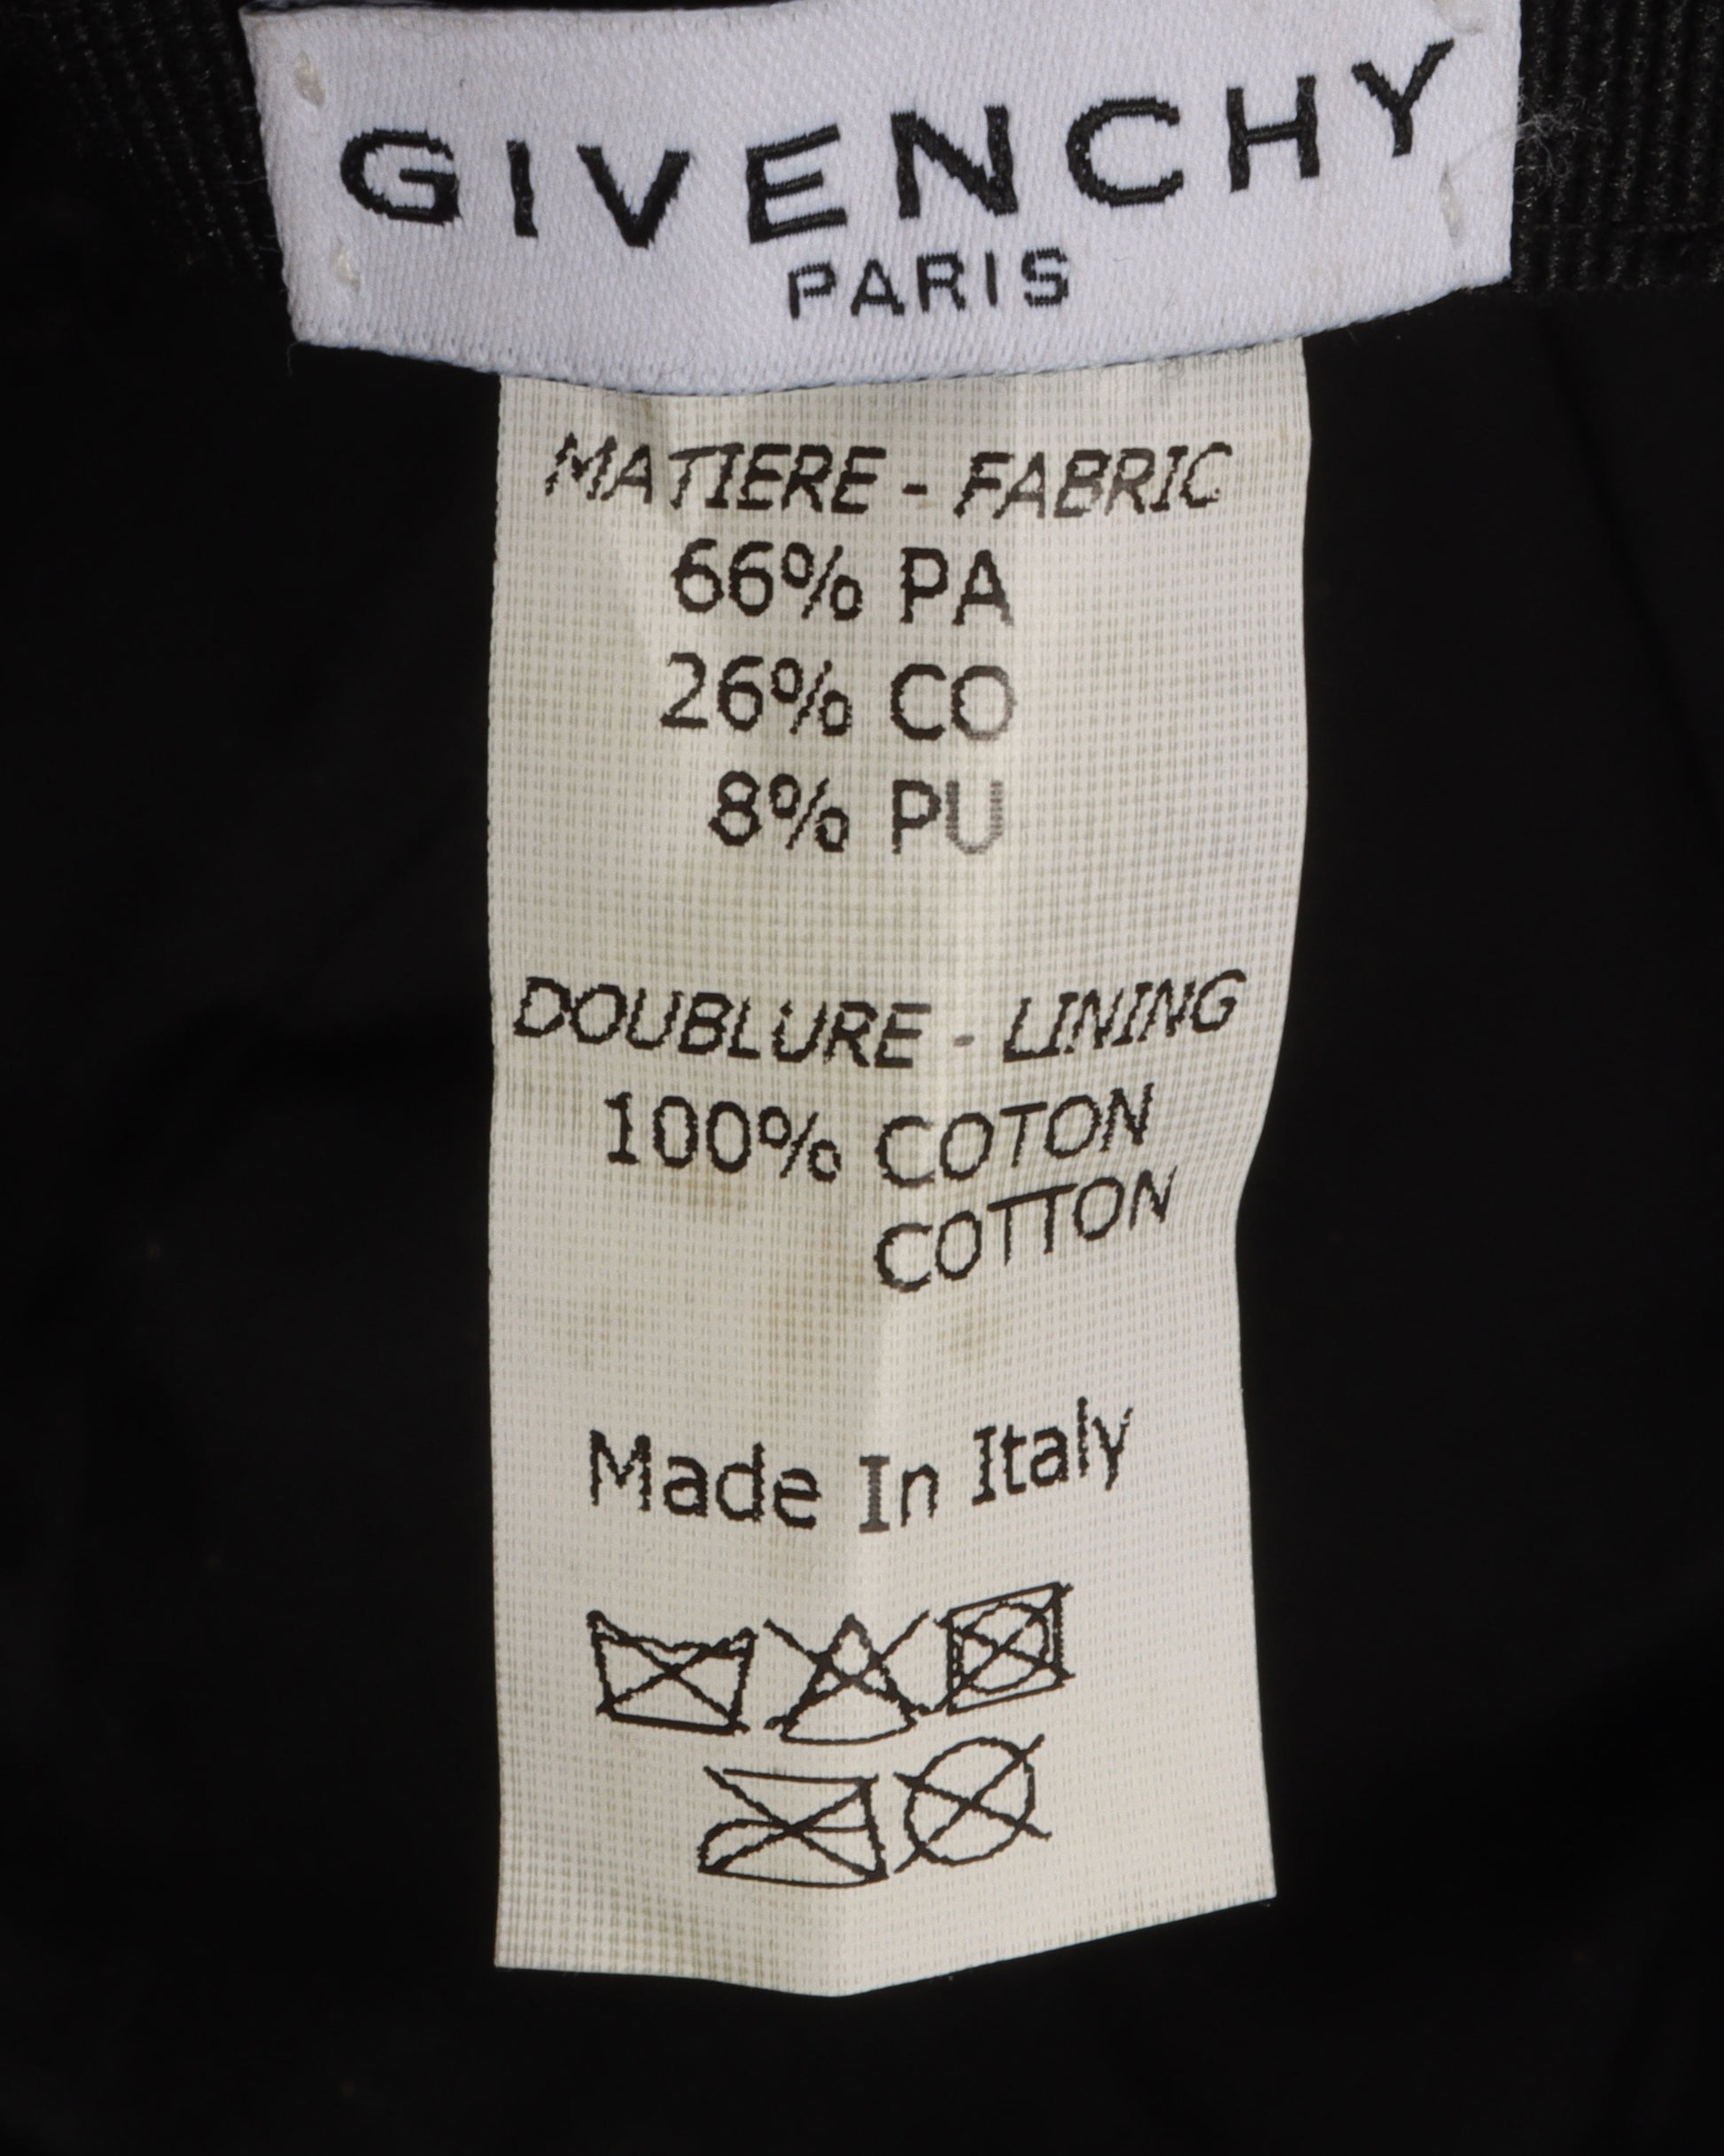 GIVENCHY
PARIS
MATIERE - FABRIC
66% PA
26% CO
8% PU
DOUBLURE - LINING
100% COTON
COTTON
Made In Italy